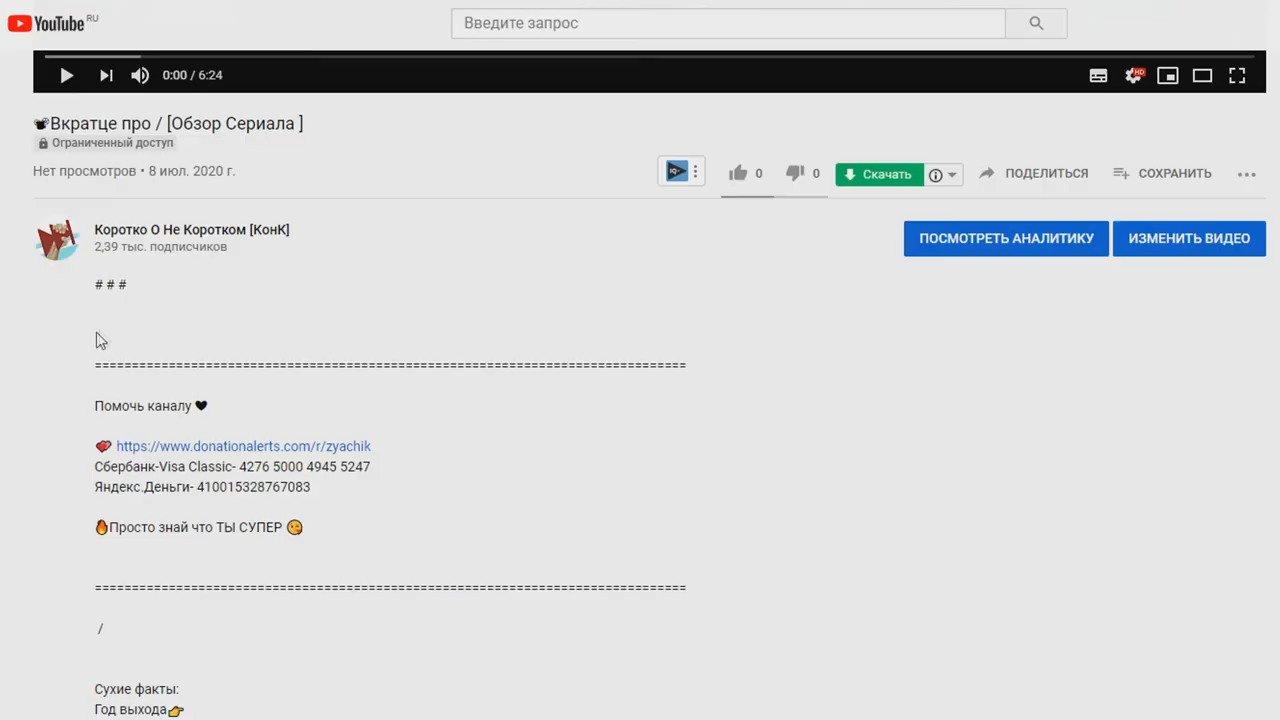 YouTube RU
Введите запрос
0:00 / 6:24
HD
Вкратце про / [Обзор Сериала ]
Ограниченный доступ
Нет просмотров • 8 июл. 2020 г.
IQ
0
0
Скачать
ПОДЕЛИТЬСЯ
СОХРАНИТЬ
Коротко О Не Коротком [КонК]
2,39 тыс. подписчиков
ПОСМОТРЕТЬ АНАЛИТИКУ
ИЗМЕНИТЬ ВИДЕО
# # #
================================================================================
Помочь каналу 🖤
💕 https://www.donationalerts.com/r/zyachik
Сбербанк-Visa Classic- 4276 5000 4945 5247
Яндекс.Деньги- 410015328767083
🔥Просто знай что ТЫ СУПЕР 😘
================================================================================
/
Сухие факты:
Год выхода👉